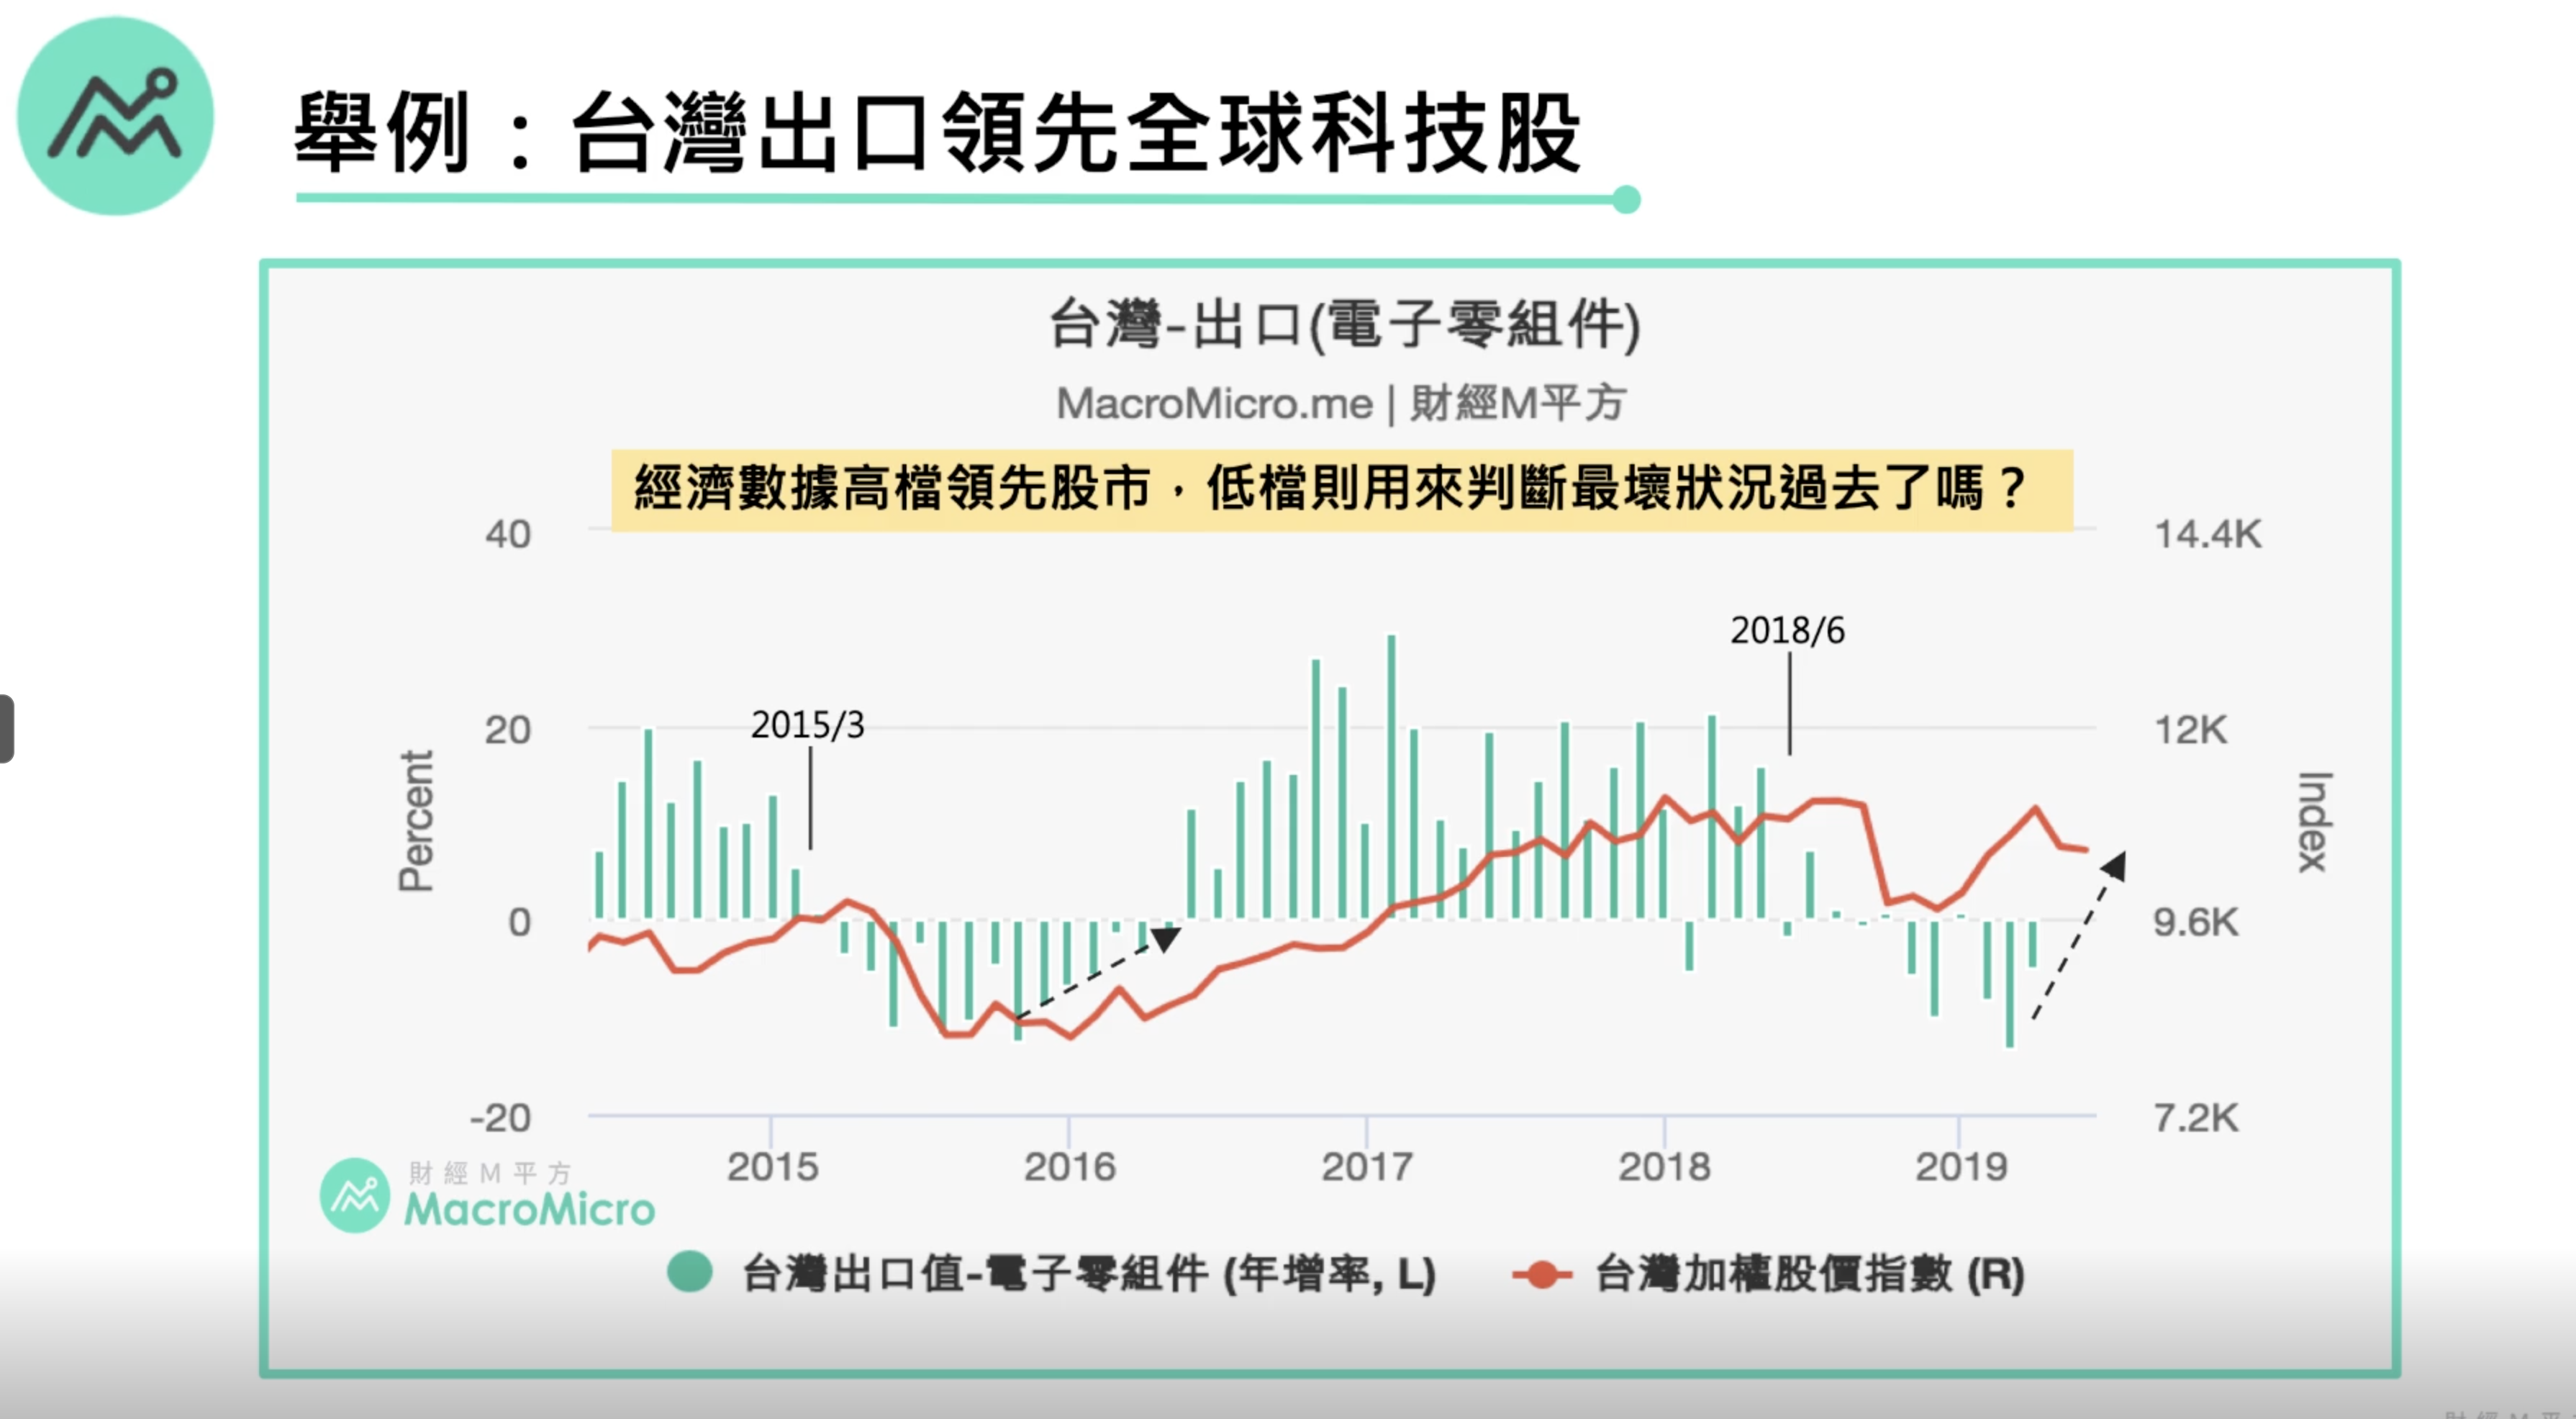 舉例：台灣出口領先全球科技股
台灣-出口(電子零組件)
MacroMicro.me | 財經M平方
經濟數據高檔領先股市，低檔則用來判斷最壞狀況過去了嗎？
40
14.4K
2018/6
20
2015/3
12K
Percent
Index
0
9.6K
-20
7.2K
2015
2016
2017
2018
2019
財經M平方
MacroMicro
台灣出口值-電子零組件 (年增率, L)
台灣加權股價指數 (R)